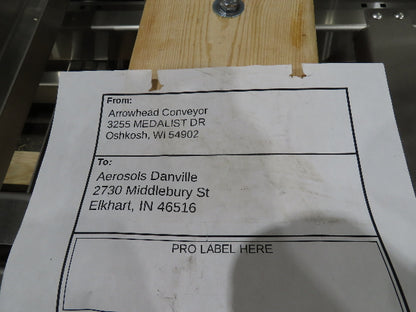 From:
Arrowhead Conveyor
3255 MEDALIST DR
Oshkosh, WI 54902
To:
Aerosols Danville
2730 Middlebury St
Elkhart, IN 46516
PRO LABEL HERE